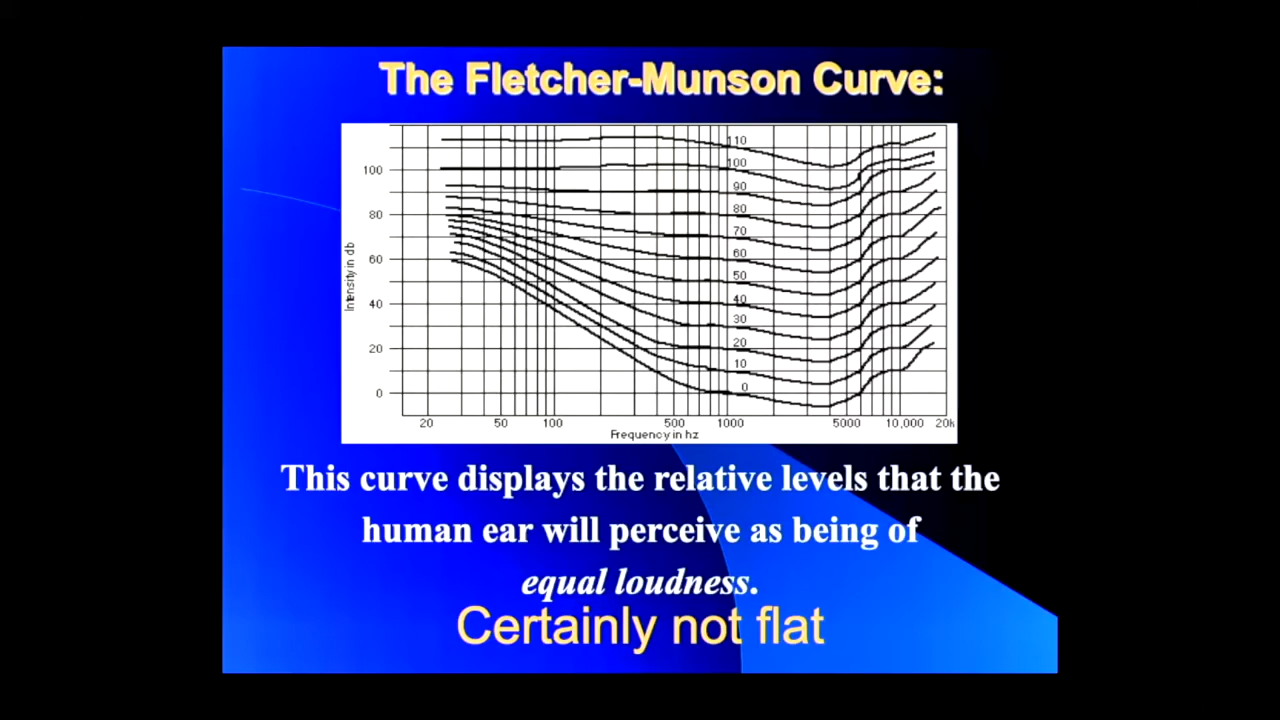 The Fletcher-Munson Curve:
110
100
100
90
80
80
70
60
60
50
40
40
30
20
20
10
0
0
Intensity in db
20 50 100 500 1000 5000 10,000 20k
Frequency in hz
This curve displays the relative levels that the
human ear will perceive as being of
equal loudness.
Certainly not flat